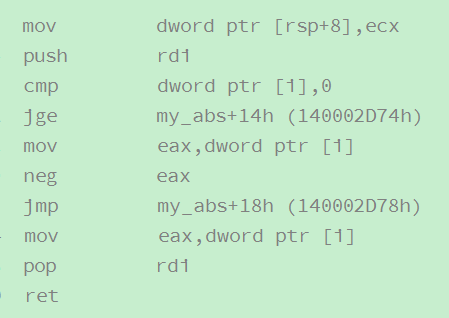 mov dword ptr [rsp+8],ecx
push rdi
cmp dword ptr [i],0
jge my_abs+14h (140002D74h)
mov eax,dword ptr [i]
neg eax
jmp my_abs+18h (140002D78h)
mov eax,dword ptr [i]
pop rdi
ret